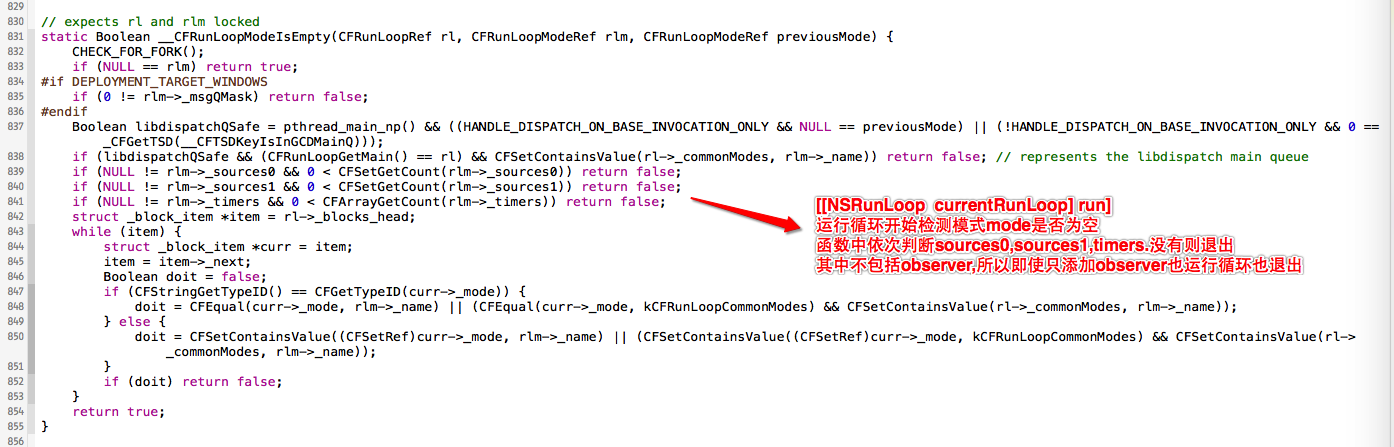 829
830 // expects rl and rlm locked
831 static Boolean __CFRunLoopModeIsEmpty(CFRunLoopRef rl, CFRunLoopModeRef rlm, CFRunLoopModeRef previousMode) {
832 CHECK_FOR_FORK();
833 if (NULL == rlm) return true;
834 #if DEPLOYMENT_TARGET_WINDOWS
835 if (0 != rlm->_msgQMask) return false;
836 #endif
837 Boolean libdispatchQSafe = pthread_main_np() && ((HANDLE_DISPATCH_ON_BASE_INVOCATION_ONLY && NULL == previousMode) || (!HANDLE_DISPATCH_ON_BASE_INVOCATION_ONLY && 0 ==
_CFGetTSD(__CFTSDKeyIsInGCDMainQ)));
838 if (libdispatchQSafe && (CFRunLoopGetMain() == rl) && CFSetContainsValue(rl->_commonModes, rlm->_name)) return false; // represents the libdispatch main queue
839 if (NULL != rlm->_sources0 && 0 < CFSetGetCount(rlm->_sources0)) return false;
840 if (NULL != rlm->_sources1 && 0 < CFSetGetCount(rlm->_sources1)) return false;
841 if (NULL != rlm->_timers && 0 < CFArrayGetCount(rlm->_timers)) return false;
842 struct _block_item *item = rl->_blocks_head;
843 while (item) {
844 struct _block_item *curr = item;
845 item = item->_next;
846 Boolean doit = false;
847 if (CFStringGetTypeID() == CFGetTypeID(curr->_mode)) {
848 doit = CFEqual(curr->_mode, rlm->_name) || (CFEqual(curr->_mode, kCFRunLoopCommonModes) && CFSetContainsValue(rl->_commonModes, rlm->_name));
849 } else {
850 doit = CFSetContainsValue((CFSetRef)curr->_mode, rlm->_name) || (CFSetContainsValue((CFSetRef)curr->_mode, kCFRunLoopCommonModes) && CFSetContainsValue(rl->
_commonModes, rlm->_name));
851 }
852 if (doit) return false;
853 }
854 return true;
855 }
856
[[NSRunLoop currentRunLoop] run]
运行循环开始检测模式mode是否为空
函数中依次判断sources0,sources1,timers.没有则退出
其中不包括observer,所以即使只添加observer也运行循环也退出